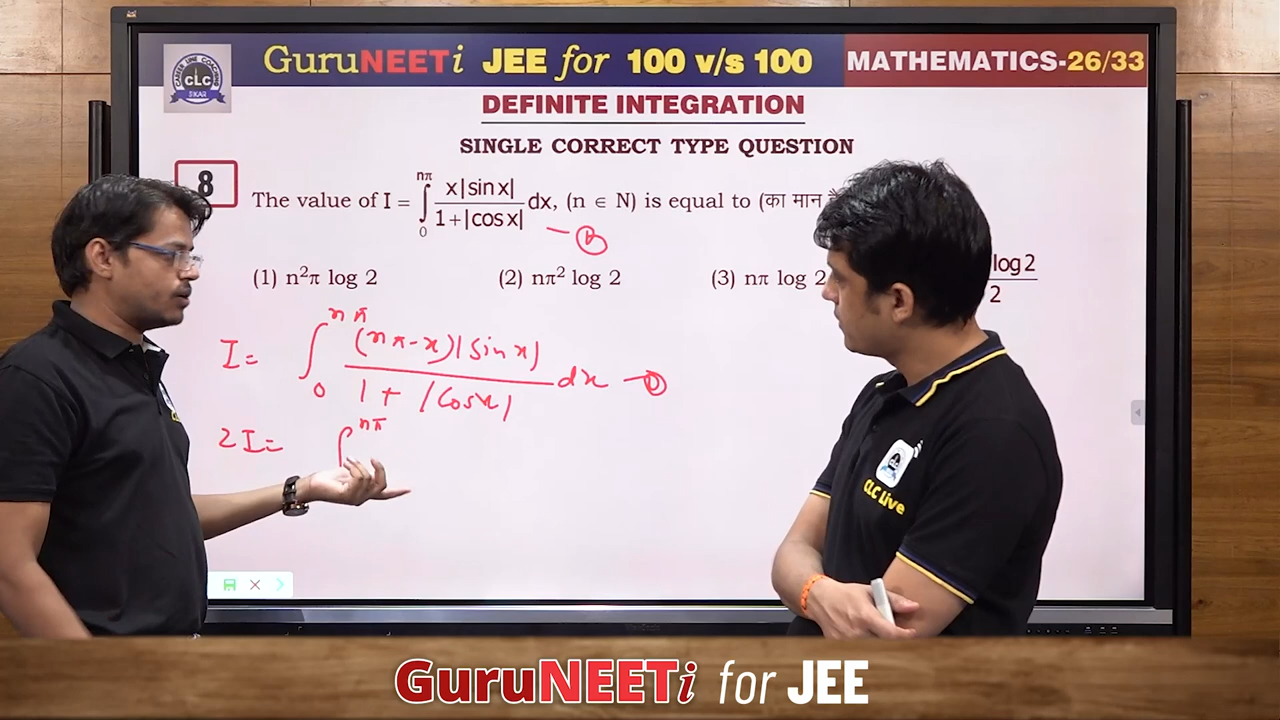 GuruNEETi JEE for 100 v/s 100 MATHEMATICS-26/33
CAREER LINE COACHING CLC SIKAR
DEFINITE INTEGRATION
SINGLE CORRECT TYPE QUESTION
8
The value of I = ∫₀^{nπ} x|sin x| / 1+|cos x| dx, (n ∈ N) is equal to (का मान
(1) n²π log 2 (2) nπ² log 2 (3) nπ log 2 log 2 / 2
I = ∫₀^{nπ} (nπ-x)|sin x| / 1 + |cos x| dx
2I = ∫^{nπ}
CLC Live
GuruNEETi for JEE